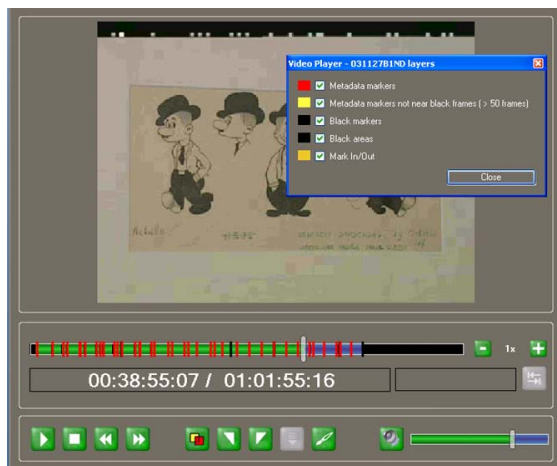 Video Player - 031127B1ND layers
Metadata markers
Metadata markers not near black frames ( > 50 frames)
Black markers
Black areas
Mark In/Out
Close
1x
00:38:55:07 / 01:01:55:16